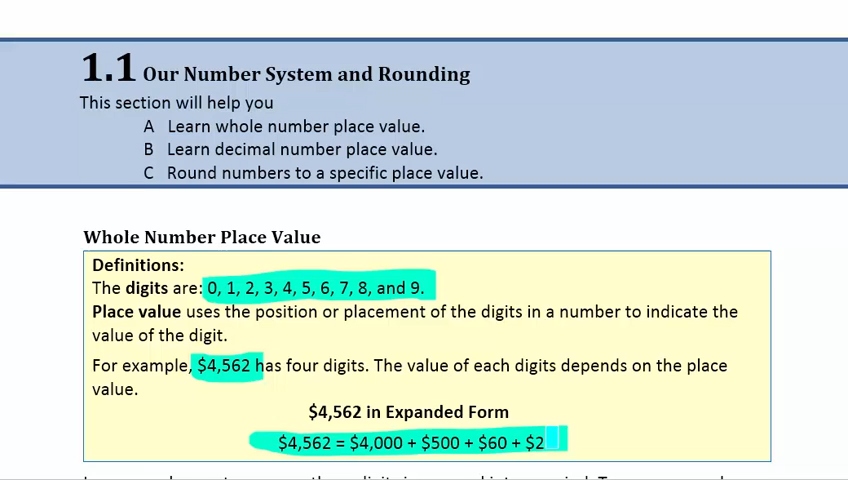 1.1 Our Number System and Rounding
This section will help you
A Learn whole number place value.
B Learn decimal number place value.
C Round numbers to a specific place value.
Whole Number Place Value
Definitions:
The digits are: 0, 1, 2, 3, 4, 5, 6, 7, 8, and 9.
Place value uses the position or placement of the digits in a number to indicate the
value of the digit.
For example, $4,562 has four digits. The value of each digits depends on the place
value.
$4,562 in Expanded Form
$4,562 = $4,000 + $500 + $60 + $2